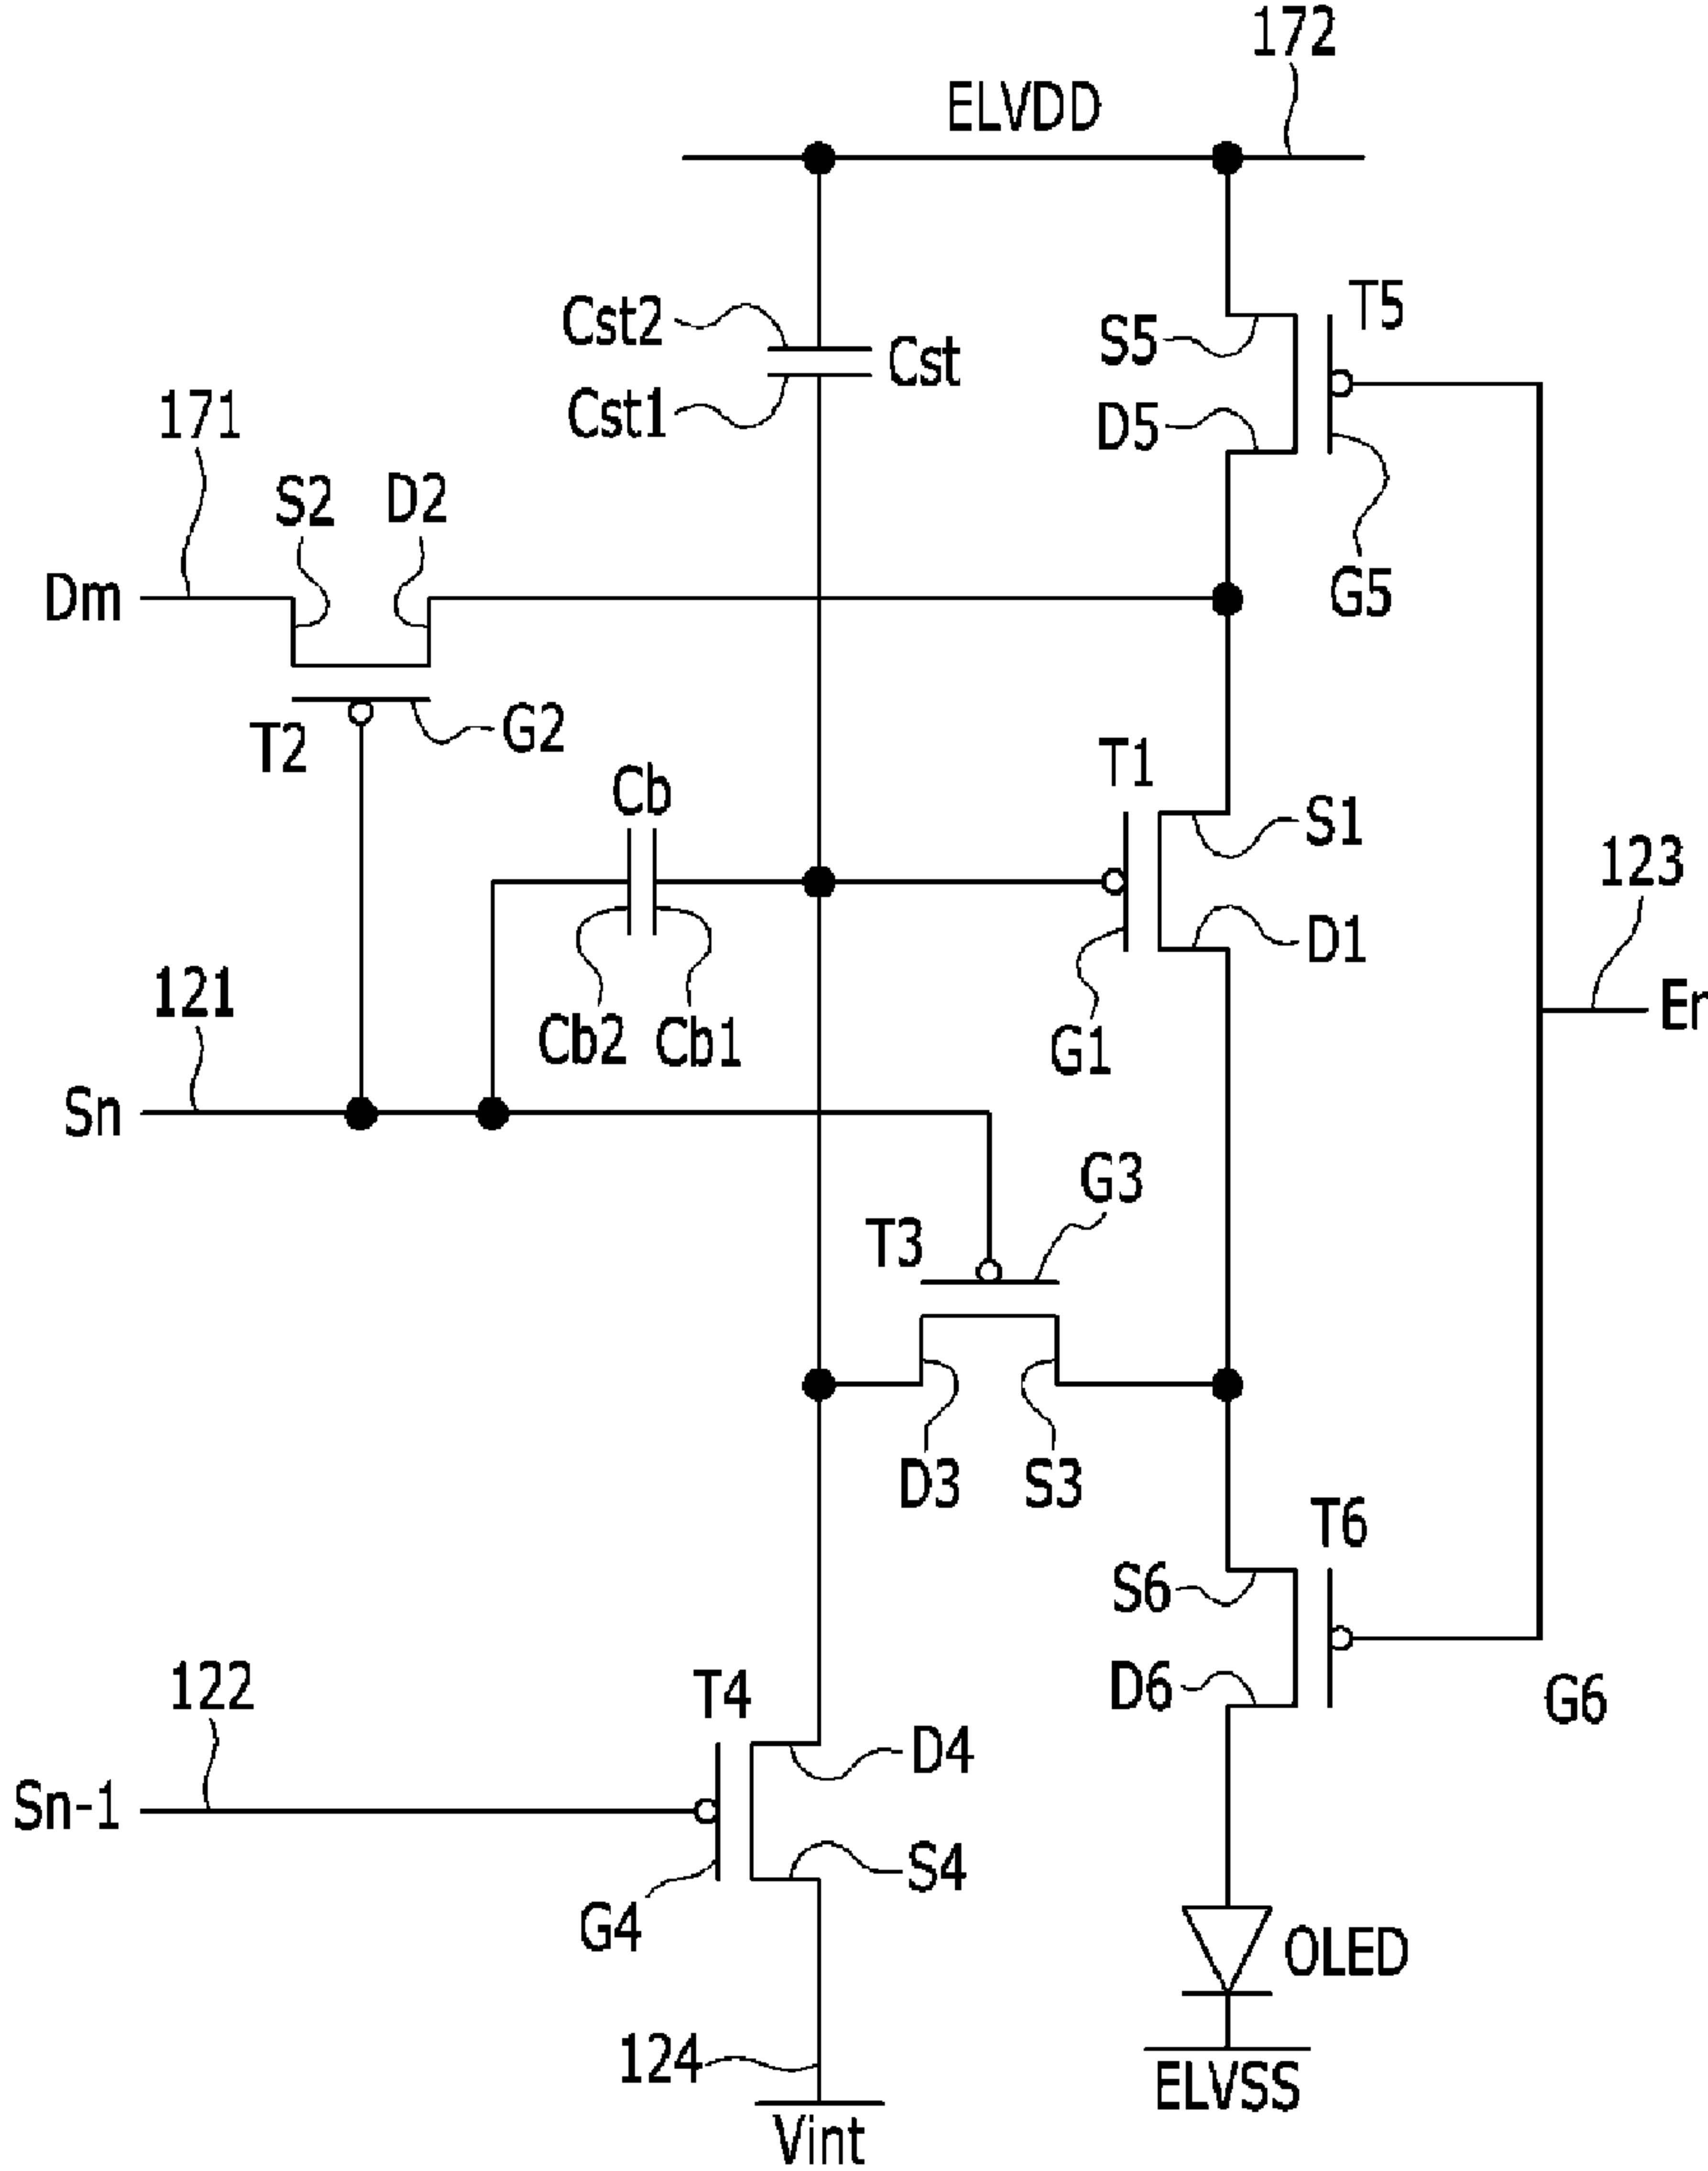 172
ELVDD
Cst2
Cst
Cst1
T5
S5
D5
G5
171
S2
D2
Dm
T2
G2
Cb
T1
S1
D1
G1
123
En
Cb2
Cb1
121
Sn
G3
T3
D3
S3
T6
S6
D6
G6
122
T4
D4
Sn-1
S4
G4
OLED
124
ELVSS
Vint